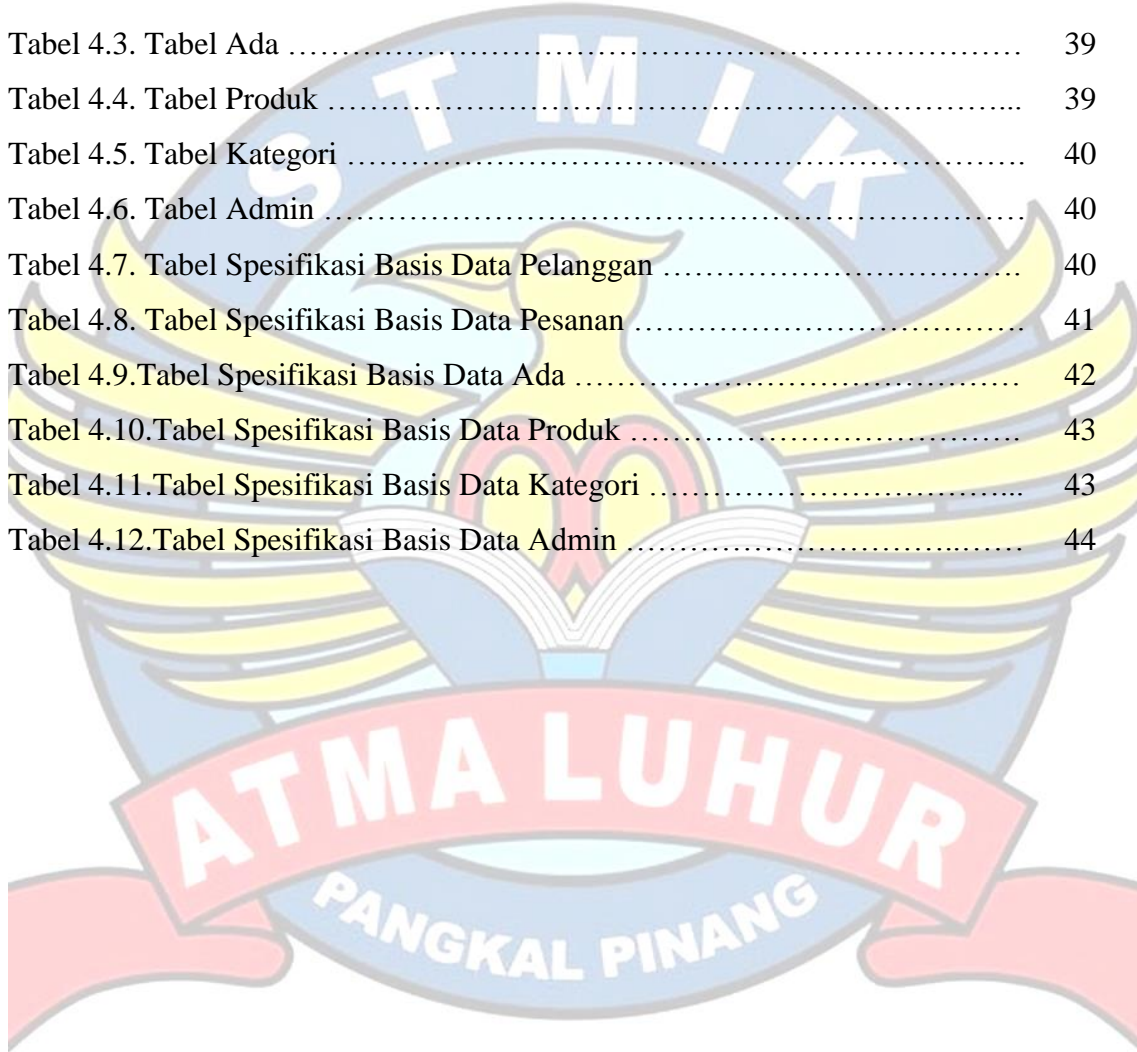 Tabel 4.3. Tabel Ada ……………………………………………………………… 39
Tabel 4.4. Tabel Produk …………………………………………………………... 39
Tabel 4.5. Tabel Kategori …………………………………………………………. 40
Tabel 4.6. Tabel Admin …………………………………………………………… 40
Tabel 4.7. Tabel Spesifikasi Basis Data Pelanggan ……………………………. 40
Tabel 4.8. Tabel Spesifikasi Basis Data Pesanan ………………………………. 41
Tabel 4.9.Tabel Spesifikasi Basis Data Ada …………………………………… 42
Tabel 4.10.Tabel Spesifikasi Basis Data Produk ………………………………. 43
Tabel 4.11.Tabel Spesifikasi Basis Data Kategori ……………………………... 43
Tabel 4.12.Tabel Spesifikasi Basis Data Admin …………………………...…… 44
STMIK
ATMA LUHUR
PANGKAL PINANG